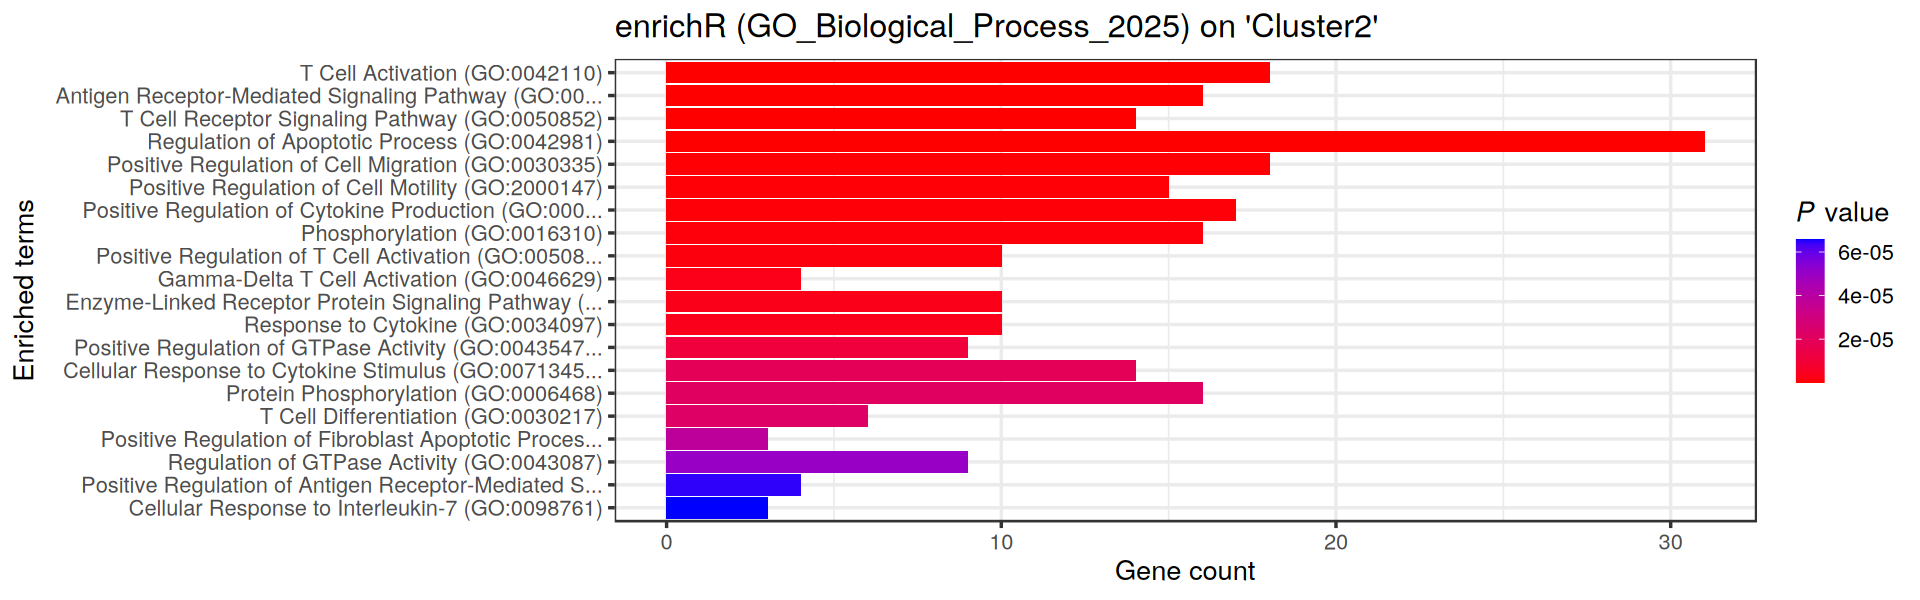 enrichR (GO_Biological_Process_2025) on 'Cluster2'
T Cell Activation (GO:0042110)
Antigen Receptor-Mediated Signaling Pathway (GO:00...
T Cell Receptor Signaling Pathway (GO:0050852)
Regulation of Apoptotic Process (GO:0042981)
Positive Regulation of Cell Migration (GO:0030335)
Positive Regulation of Cell Motility (GO:2000147)
Positive Regulation of Cytokine Production (GO:000...
Phosphorylation (GO:0016310)
Positive Regulation of T Cell Activation (GO:00508...
Gamma-Delta T Cell Activation (GO:0046629)
Enzyme-Linked Receptor Protein Signaling Pathway (...
Response to Cytokine (GO:0034097)
Positive Regulation of GTPase Activity (GO:0043547...
Cellular Response to Cytokine Stimulus (GO:0071345...
Protein Phosphorylation (GO:0006468)
T Cell Differentiation (GO:0030217)
Positive Regulation of Fibroblast Apoptotic Proces...
Regulation of GTPase Activity (GO:0043087)
Positive Regulation of Antigen Receptor-Mediated S...
Cellular Response to Interleukin-7 (GO:0098761)
Enriched terms
0 10 20 30
Gene count
P value
6e-05
4e-05
2e-05